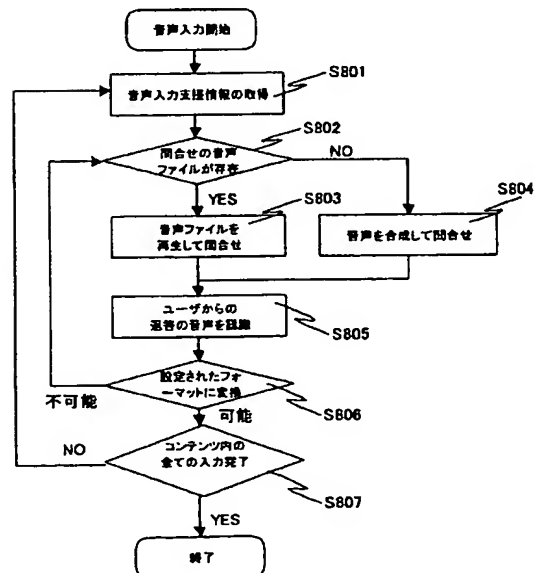 音声入力開始
S801
音声入力支援情報の取得
S802
問合せの音声
ファイルが存在
NO
YES
S803
S804
音声ファイルを
再生して問合せ
音声を合成して問合せ
ユーザからの
返答の音声を認識
S805
設定されたフォ
ーマットに変換
不可能
S806
可能
NO
コンテンツ内の
全ての入力完了
S807
YES
終了